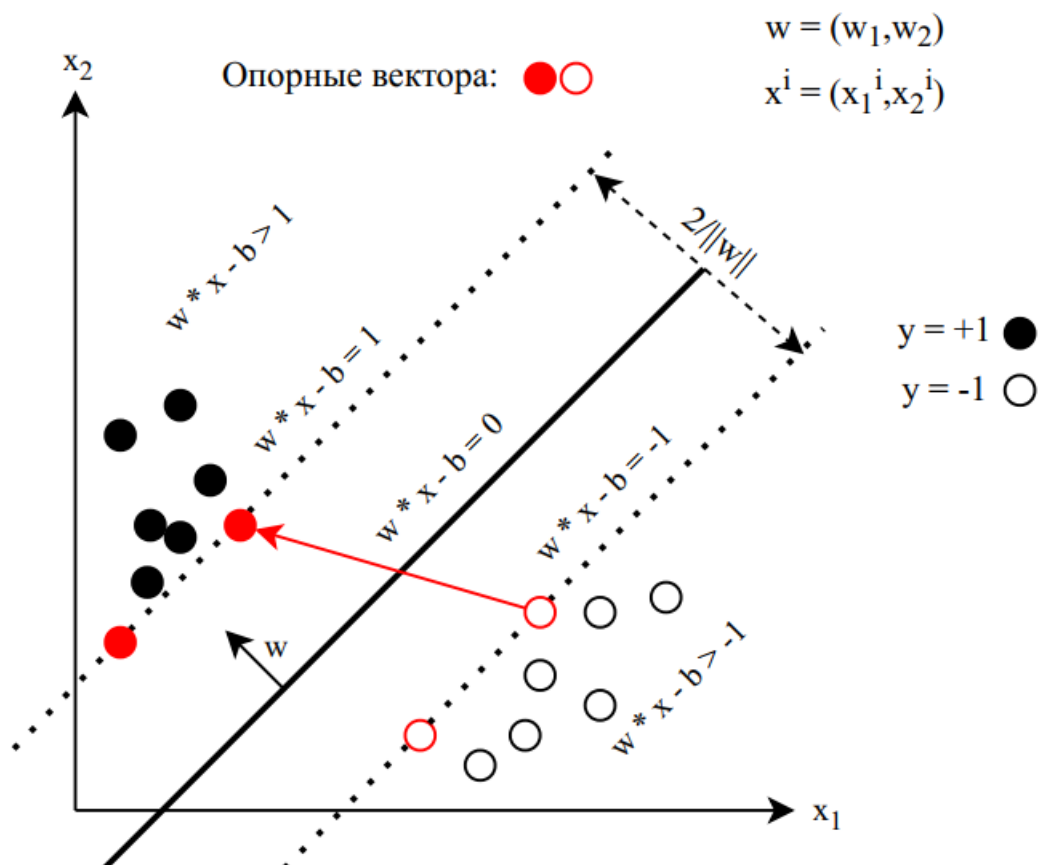 w = (w₁,w₂)
x₂
Опорные вектора:
xⁱ = (x₁ⁱ,x₂ⁱ)
w * x - b > 1
2/||w||
w * x - b = 1
y = +1
w * x - b = 0
y = -1
w * x - b = -1
w
w * x - b > -1
x₁